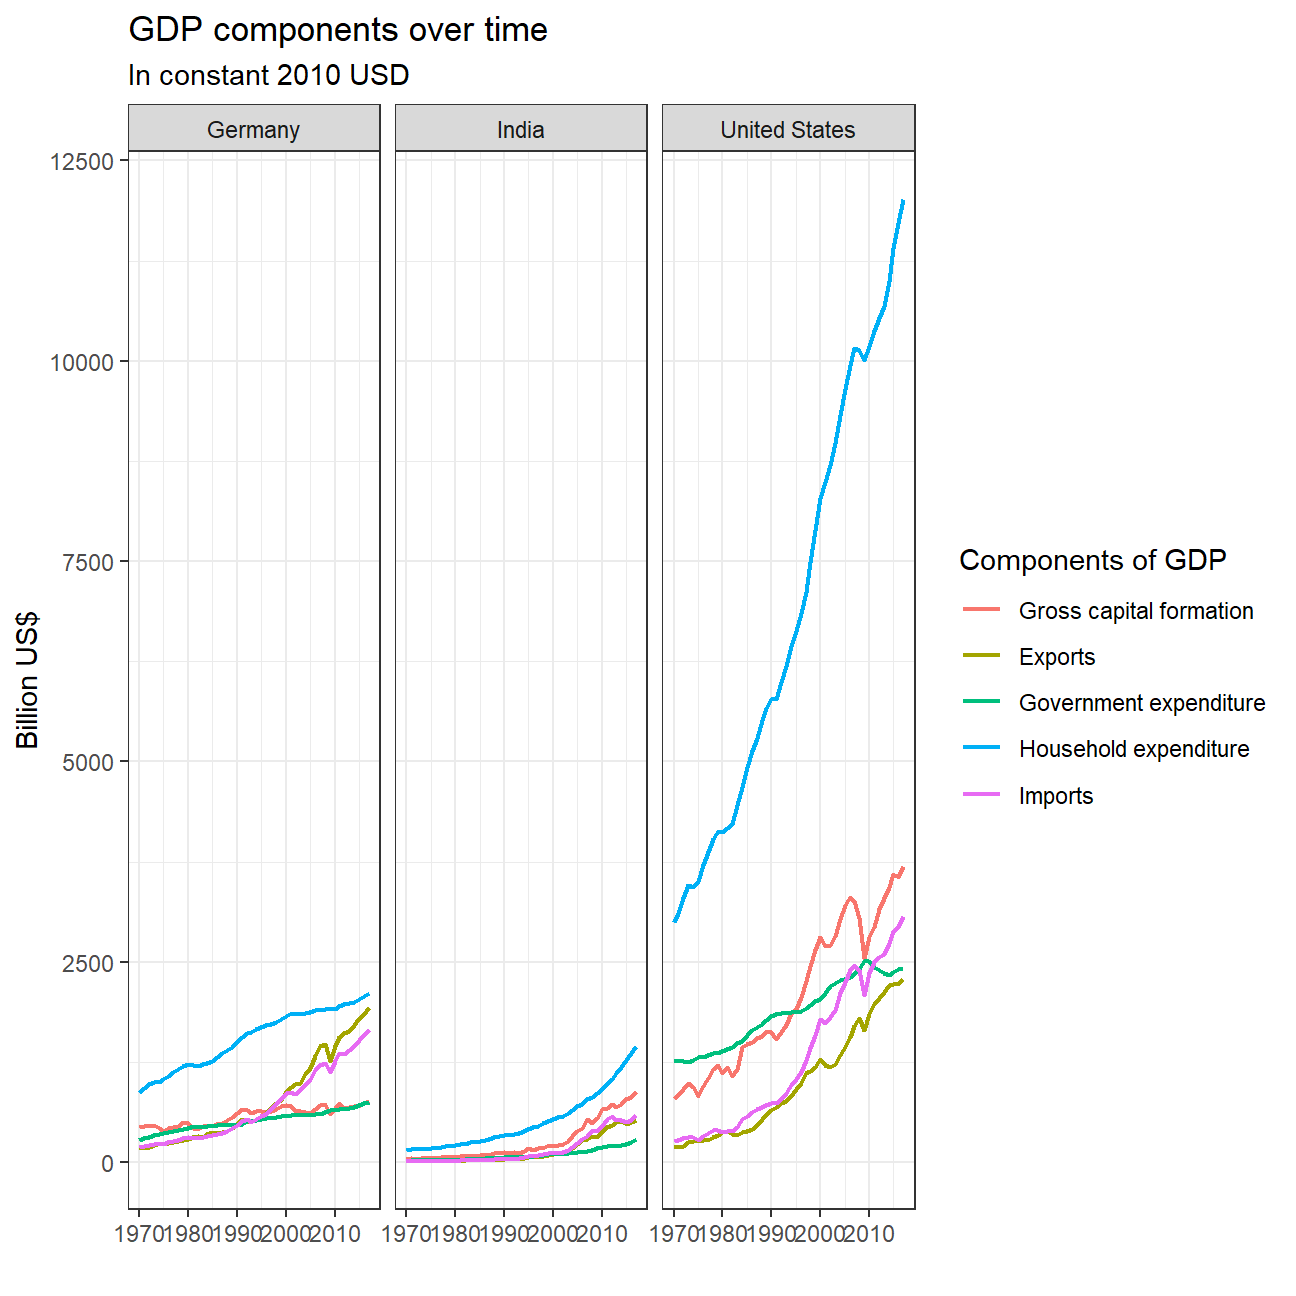 GDP components over time
In constant 2010 USD
Germany
India
United States
12500
10000
7500
5000
2500
0
Billion US$
1970 1980 1990 2000 2010
1970 1980 1990 2000 2010
1970 1980 1990 2000 2010
Components of GDP
Gross capital formation
Exports
Government expenditure
Household expenditure
Imports